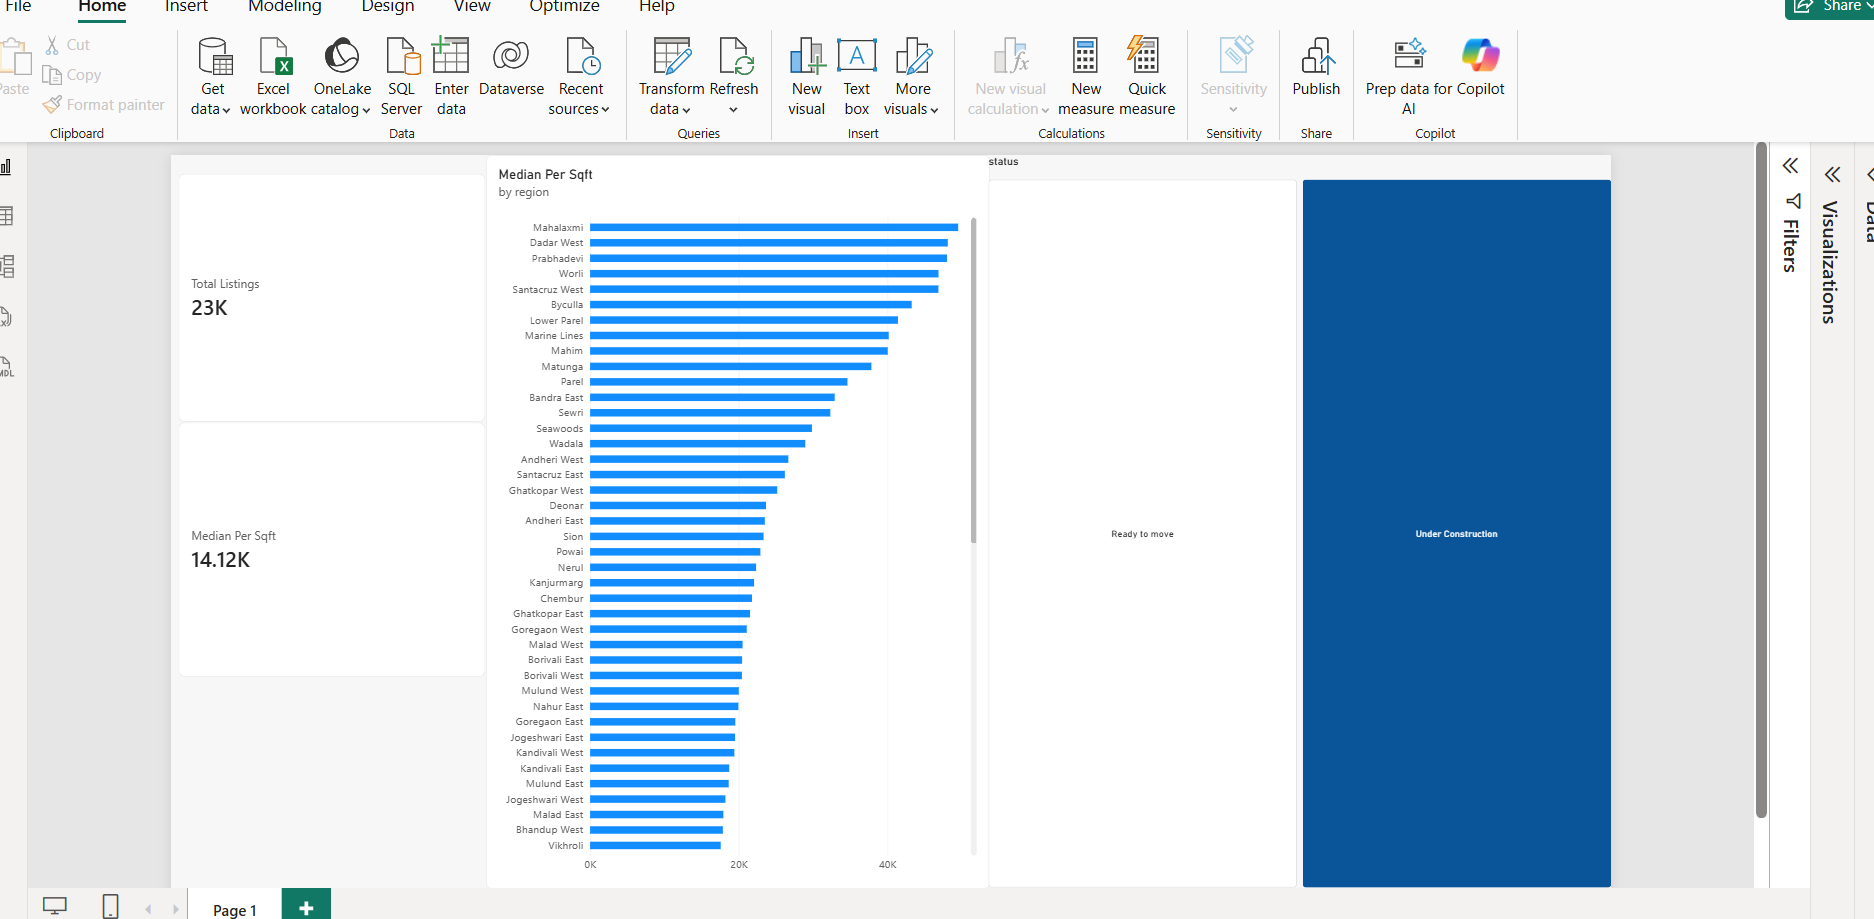 File Home Insert Modeling Design View Optimize Help Share
Paste
Cut
Copy
Format painter
Clipboard
Get data
Excel workbook
OneLake catalog
SQL Server
Enter data
Dataverse
Recent sources
Data
Transform data
Refresh
Queries
New visual
Text box
More visuals
Insert
New visual calculation
New measure
Quick measure
Calculations
Sensitivity
Sensitivity
Publish
Share
Prep data for AI
Copilot
Copilot
Total Listings
23K
Median Per Sqft
14.12K
Median Per Sqft
by region
Mahalaxmi
Dadar West
Prabhadevi
Worli
Santacruz West
Byculla
Lower Parel
Marine Lines
Mahim
Matunga
Parel
Bandra East
Sewri
Seawoods
Wadala
Andheri West
Santacruz East
Ghatkopar West
Deonar
Andheri East
Sion
Powai
Nerul
Kanjurmarg
Chembur
Ghatkopar East
Goregaon West
Malad West
Borivali East
Borivali West
Mulund West
Nahur East
Goregaon East
Jogeshwari East
Kandivali West
Kandivali East
Mulund East
Jogeshwari West
Malad East
Bhandup West
Vikhroli
0K 20K 40K
status
Ready to move
Under Construction
Filters
Visualizations
Data
Page 1